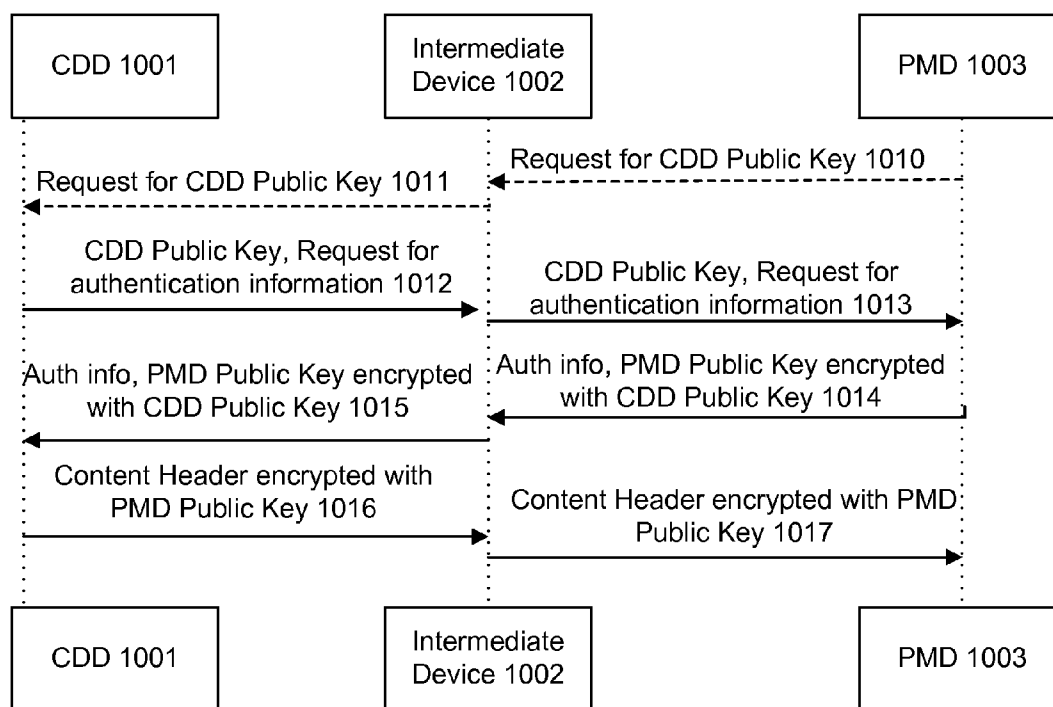 CDD 1001
Intermediate
Device 1002
PMD 1003
Request for CDD Public Key 1010
Request for CDD Public Key 1011
CDD Public Key, Request for
authentication information 1012
CDD Public Key, Request for
authentication information 1013
Auth info, PMD Public Key encrypted
with CDD Public Key 1014
Auth info, PMD Public Key encrypted
with CDD Public Key 1015
Content Header encrypted with
PMD Public Key 1016
Content Header encrypted with PMD
Public Key 1017
CDD 1001
Intermediate
Device 1002
PMD 1003